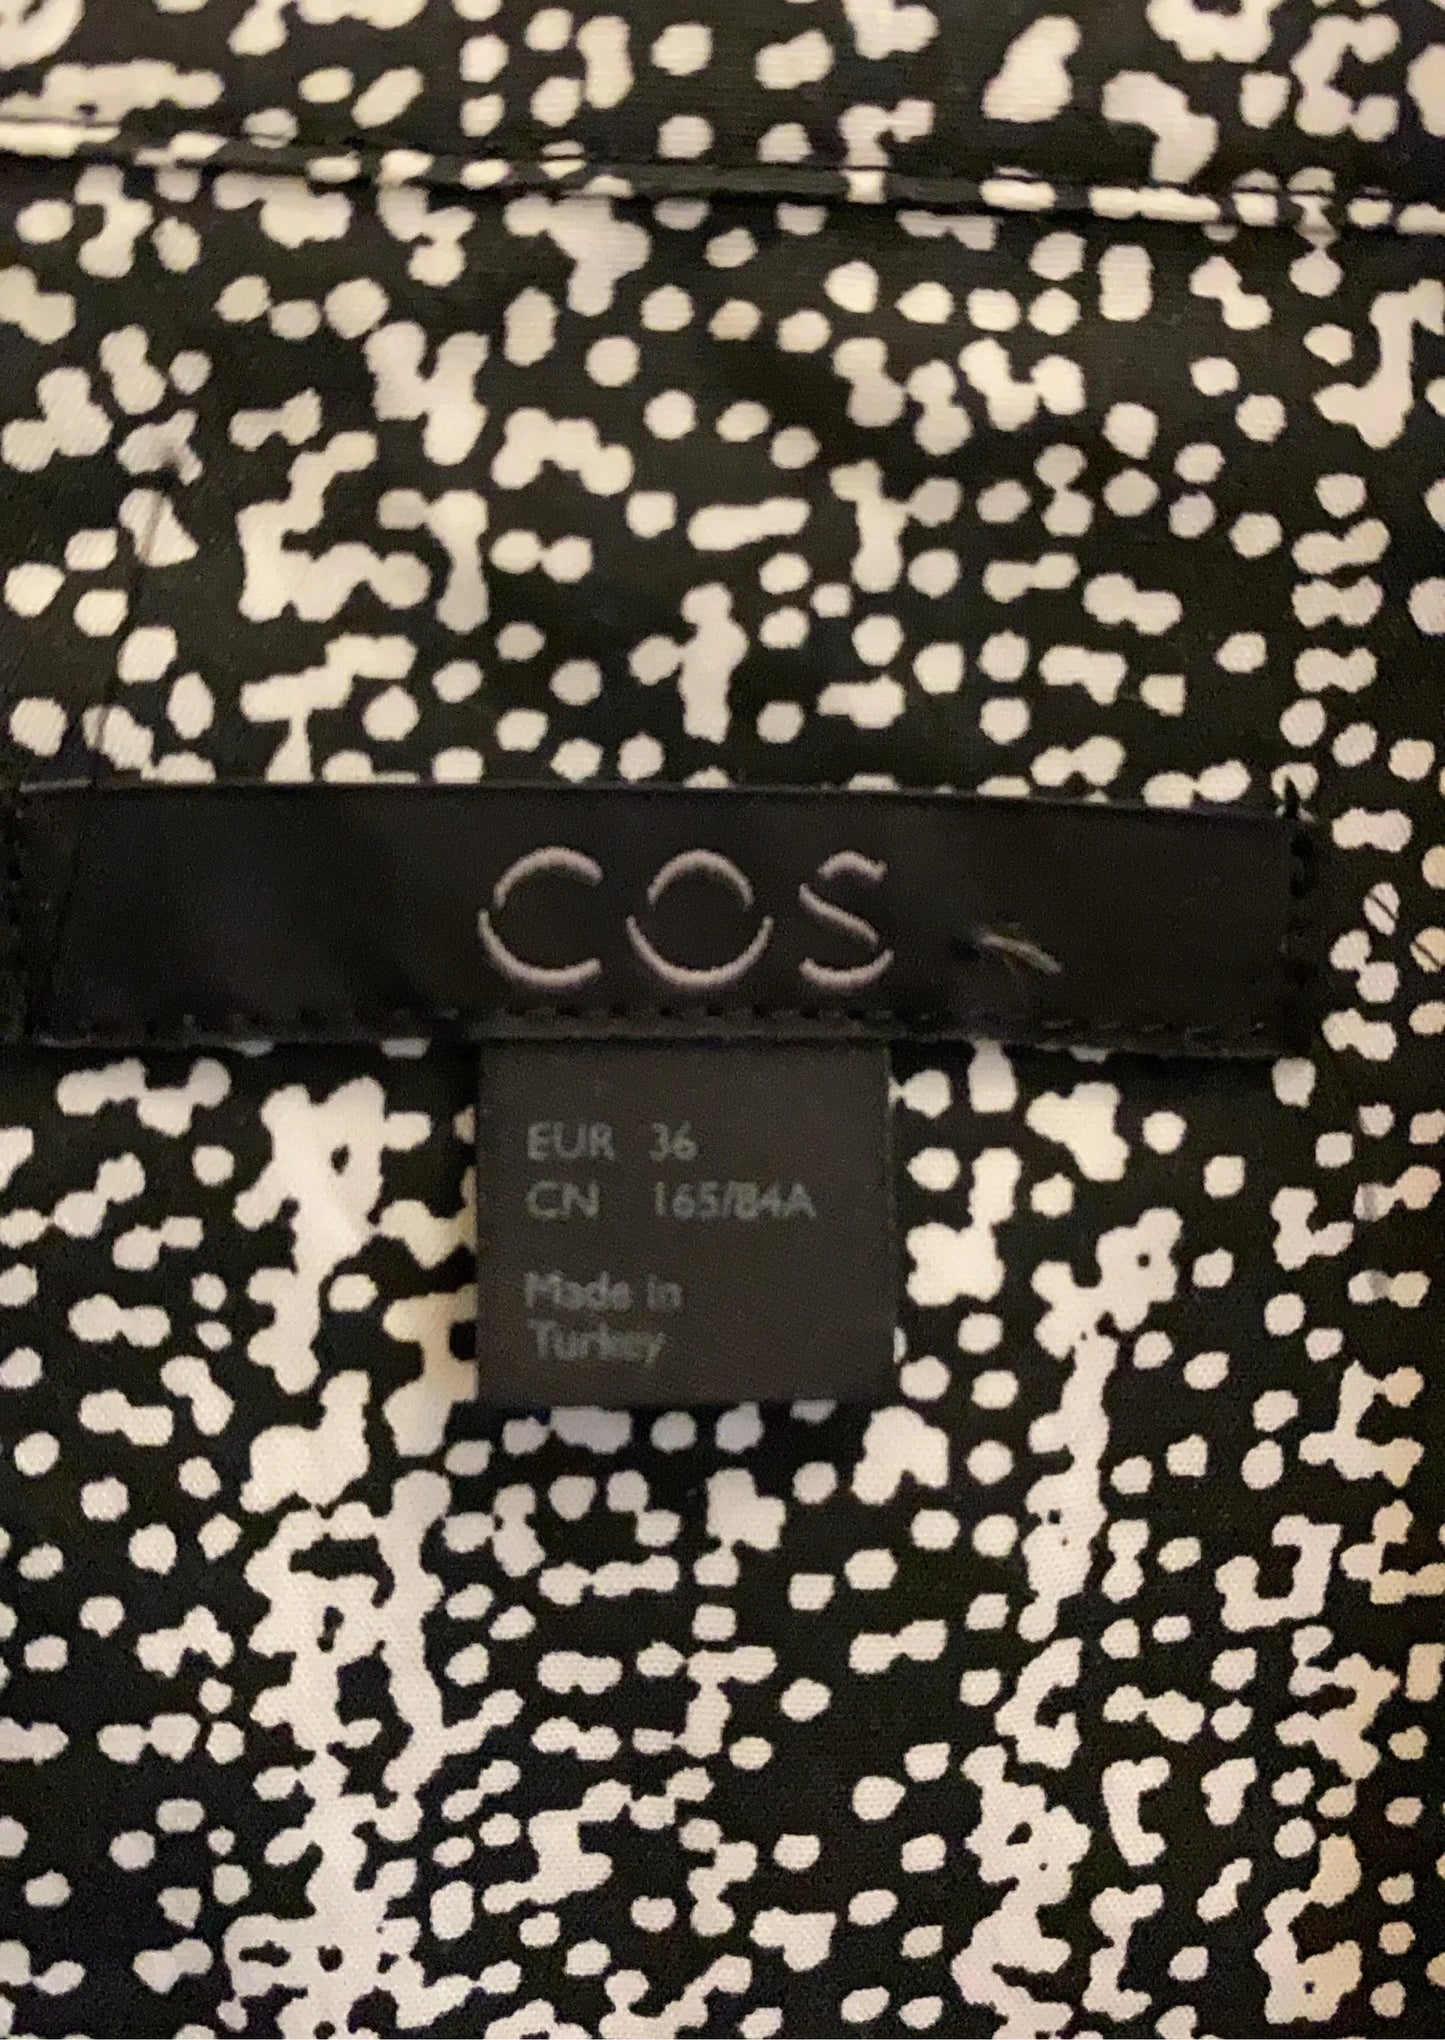 COS
EUR 36
CN 165/84A
Made in
Turkey